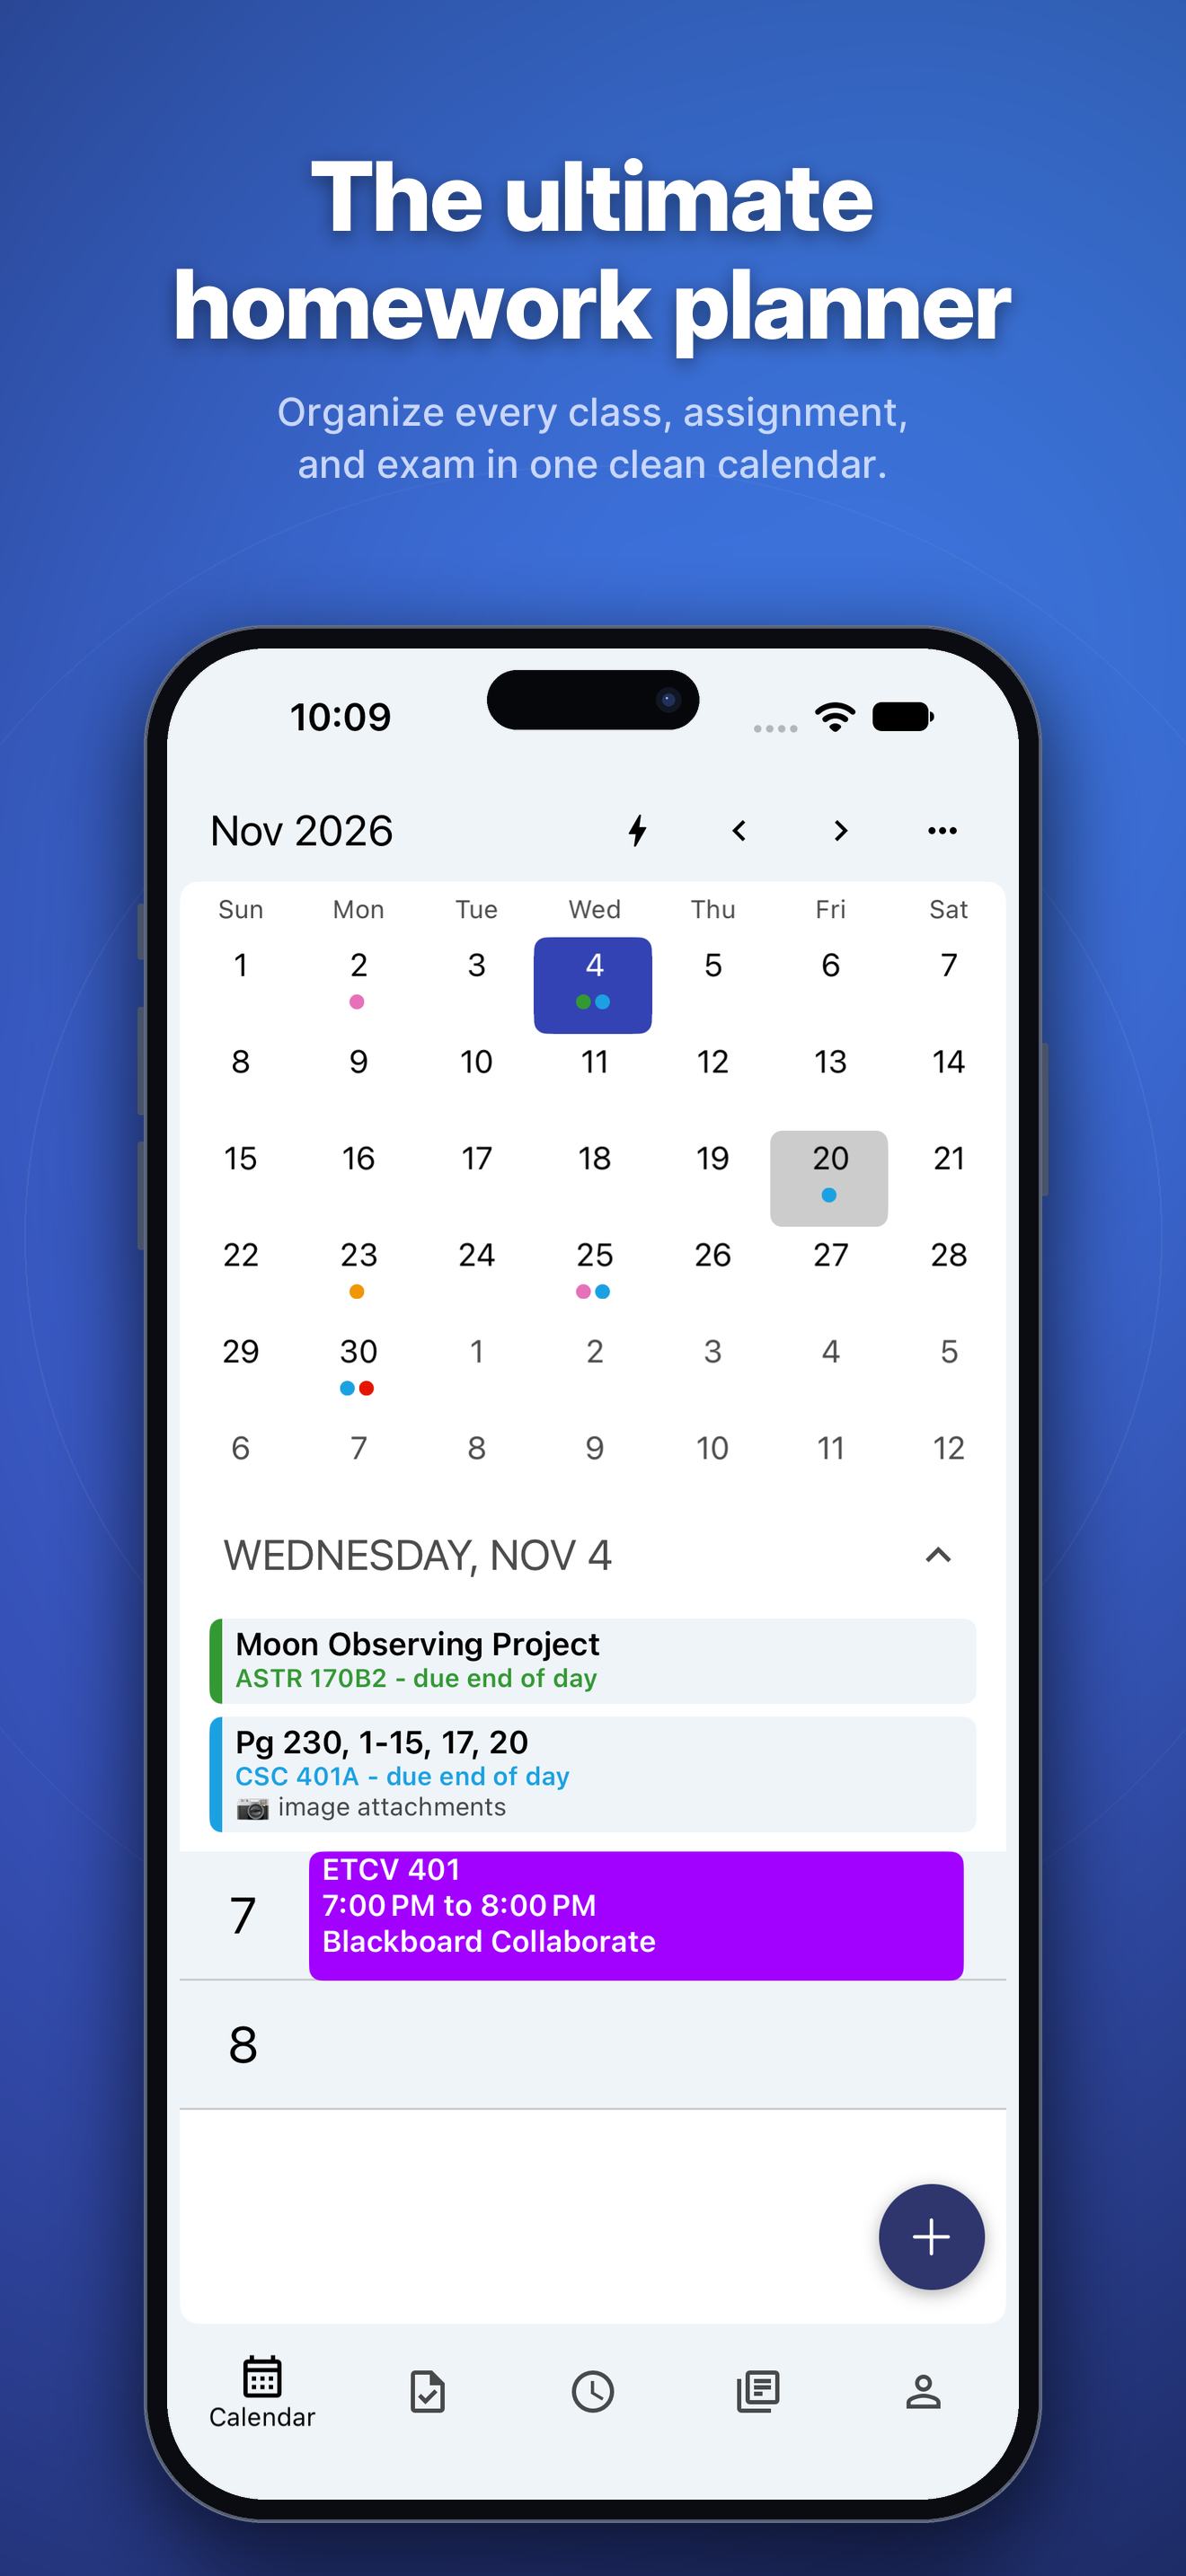 The ultimate
homework planner
Organize every class, assignment,
and exam in one clean calendar.
10:09
Nov 2026
Sun Mon Tue Wed Thu Fri Sat
1 2 3 4 5 6 7
8 9 10 11 12 13 14
15 16 17 18 19 20 21
22 23 24 25 26 27 28
29 30 1 2 3 4 5
6 7 8 9 10 11 12
WEDNESDAY, NOV 4
Moon Observing Project
ASTR 170B2 - due end of day
Pg 230, 1-15, 17, 20
CSC 401A - due end of day
📷 image attachments
ETCV 401
7 7:00 PM to 8:00 PM
Blackboard Collaborate
8
Calendar